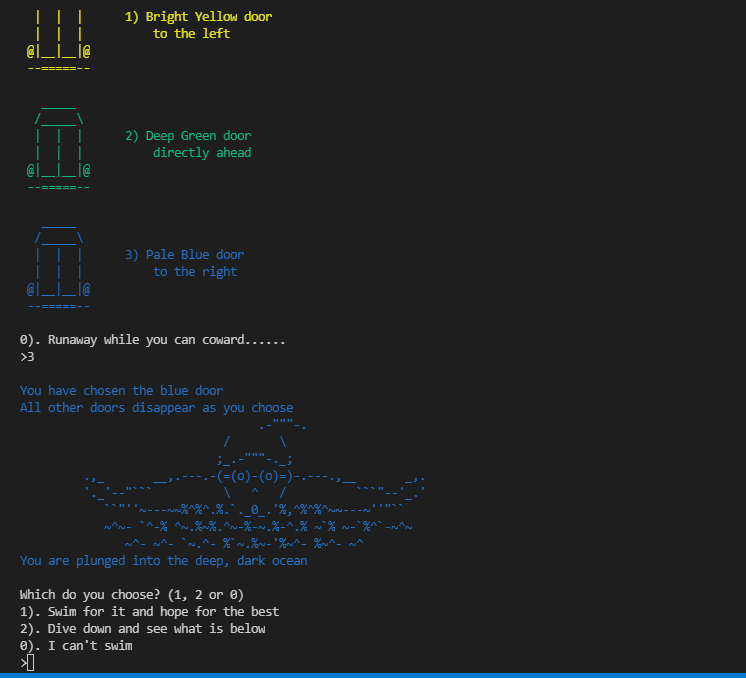 1) Bright Yellow door
to the left
2) Deep Green door
directly ahead
3) Pale Blue door
to the right
0). Runaway while you can coward......
>3
You have chosen the blue door
All other doors disappear as you choose
You are plunged into the deep, dark ocean
Which do you choose? (1, 2 or 0)
1). Swim for it and hope for the best
2). Dive down and see what is below
0). I can't swim
>